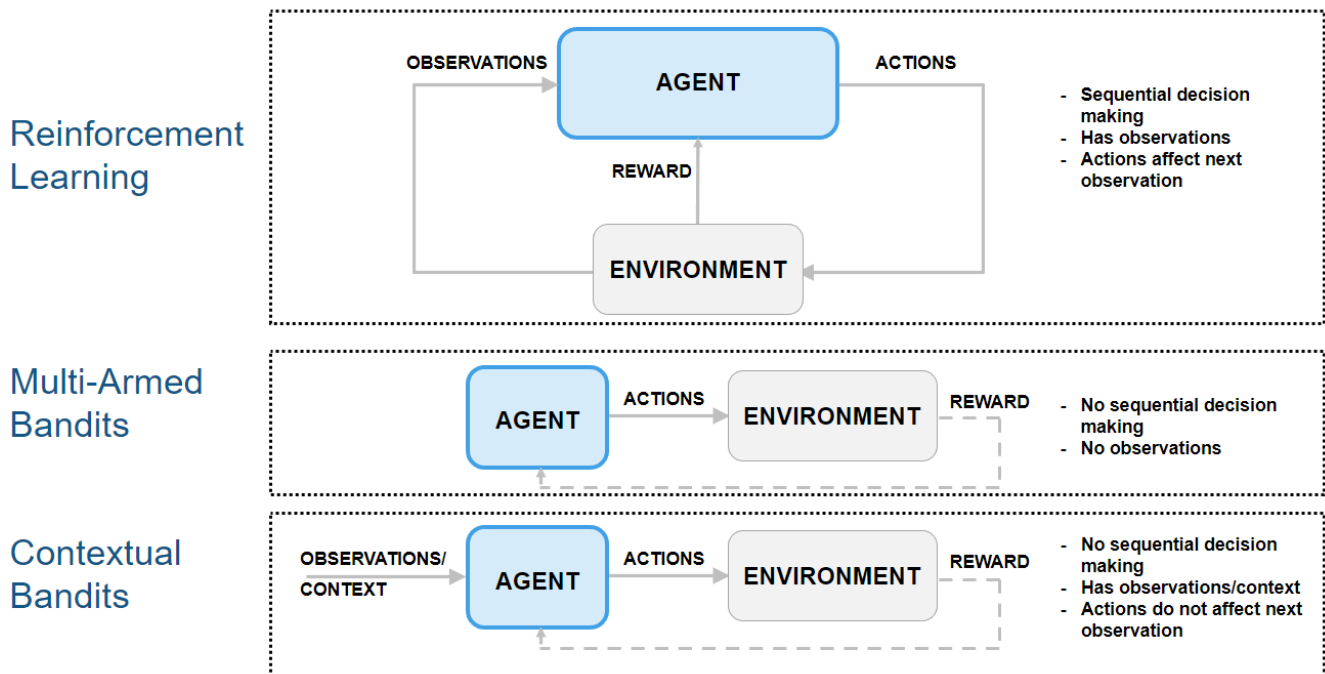 Reinforcement
Learning
OBSERVATIONS
AGENT
ACTIONS
REWARD
ENVIRONMENT
- Sequential decision
making
- Has observations
- Actions affect next
observation
Multi-Armed
Bandits
AGENT
ACTIONS
ENVIRONMENT
REWARD
- No sequential decision
making
- No observations
Contextual
Bandits
OBSERVATIONS/
CONTEXT
AGENT
ACTIONS
ENVIRONMENT
REWARD
- No sequential decision
making
- Has observations/context
- Actions do not affect next
observation